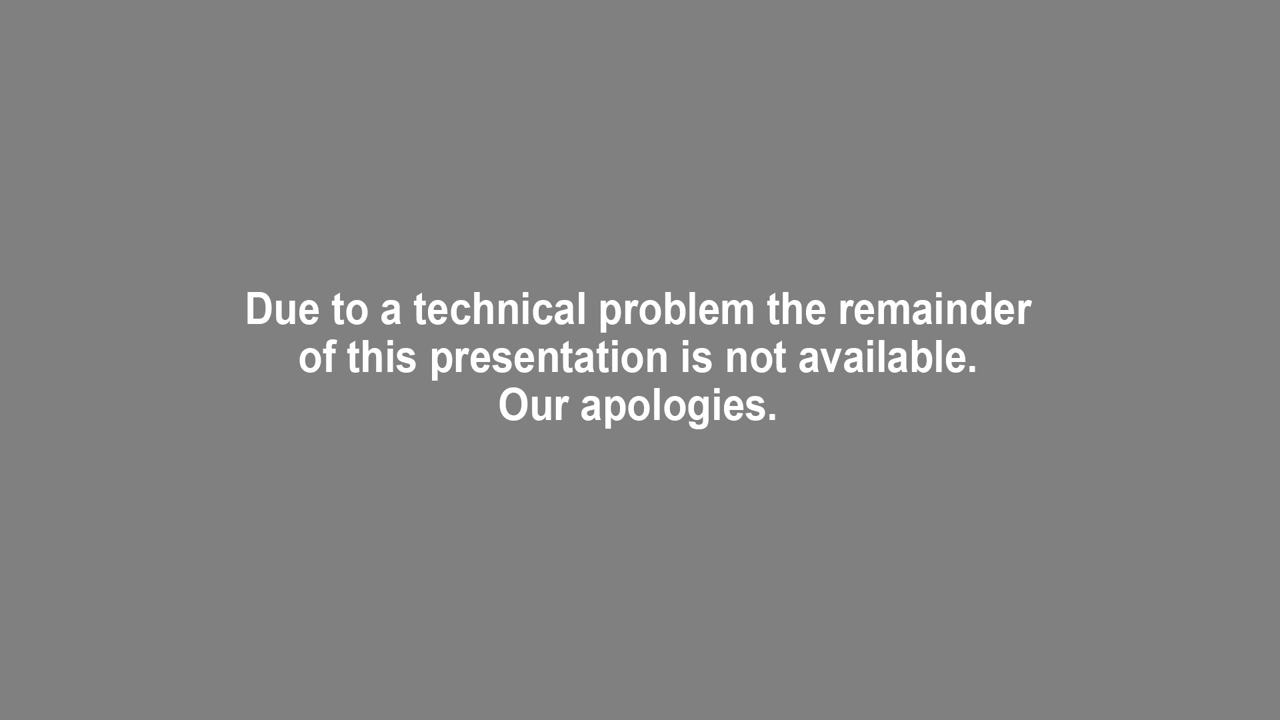 Due to a technical problem the remainder
of this presentation is not available.
Our apologies.